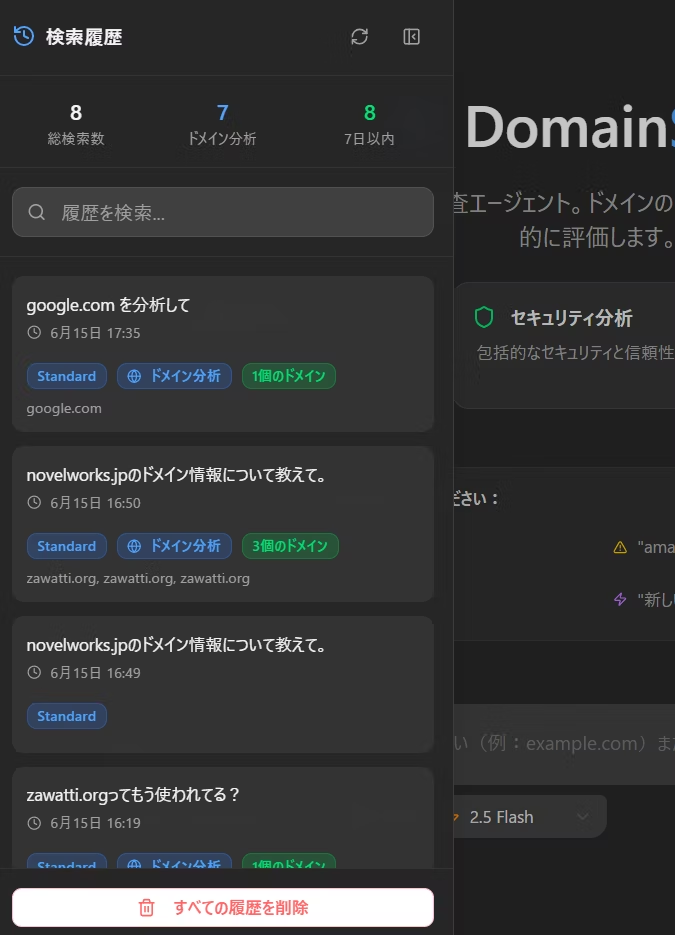 検索履歴
8
総検索数
7
ドメイン分析
8
7日以内
履歴を検索...
google.com を分析して
6月15日 17:35
Standard
ドメイン分析
1個のドメイン
google.com
novelworks.jpのドメイン情報について教えて。
6月15日 16:50
Standard
ドメイン分析
3個のドメイン
zawatti.org, zawatti.org, zawatti.org
novelworks.jpのドメイン情報について教えて。
6月15日 16:49
Standard
zawatti.orgってもう使われてる？
6月15日 16:19
Standard
ドメイン分析
1個のドメイン
すべての履歴を削除
Domain
査エージェント。ドメインの
的に評価します。
セキュリティ分析
包括的なセキュリティと信頼性
ださい：
"ama
"新し
い（例：example.com）ま
2.5 Flash